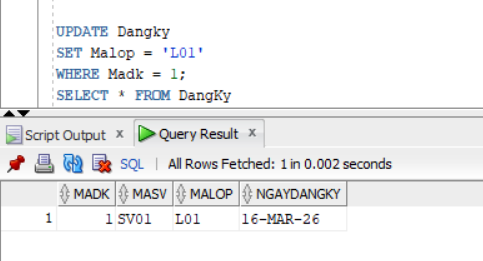 UPDATE Dangky
SET Malop = 'L01'
WHERE Madk = 1;
SELECT * FROM DangKy
Script Output x Query Result x
SQL | All Rows Fetched: 1 in 0.002 seconds
MADK MASV MALOP NGAYDANGKY
1 1 SV01 L01 16-MAR-26